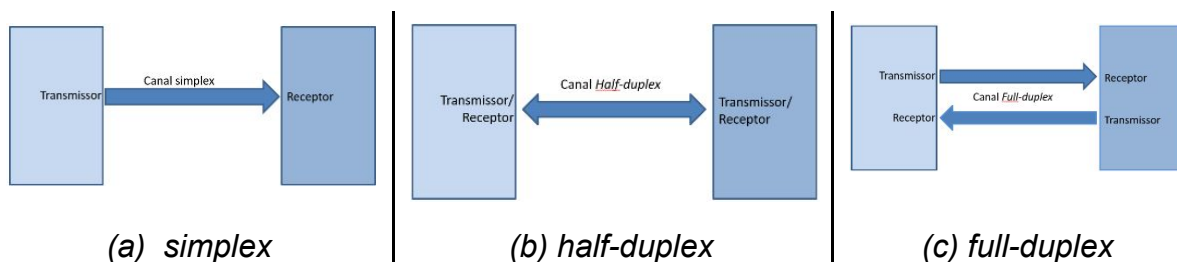 Canal simplex
Transmissor
Receptor
(a) simplex
Canal Half-duplex
Transmissor/
Receptor
Transmissor/
Receptor
(b) half-duplex
Transmissor
Receptor
Canal Full-duplex
Receptor
Transmissor
(c) full-duplex